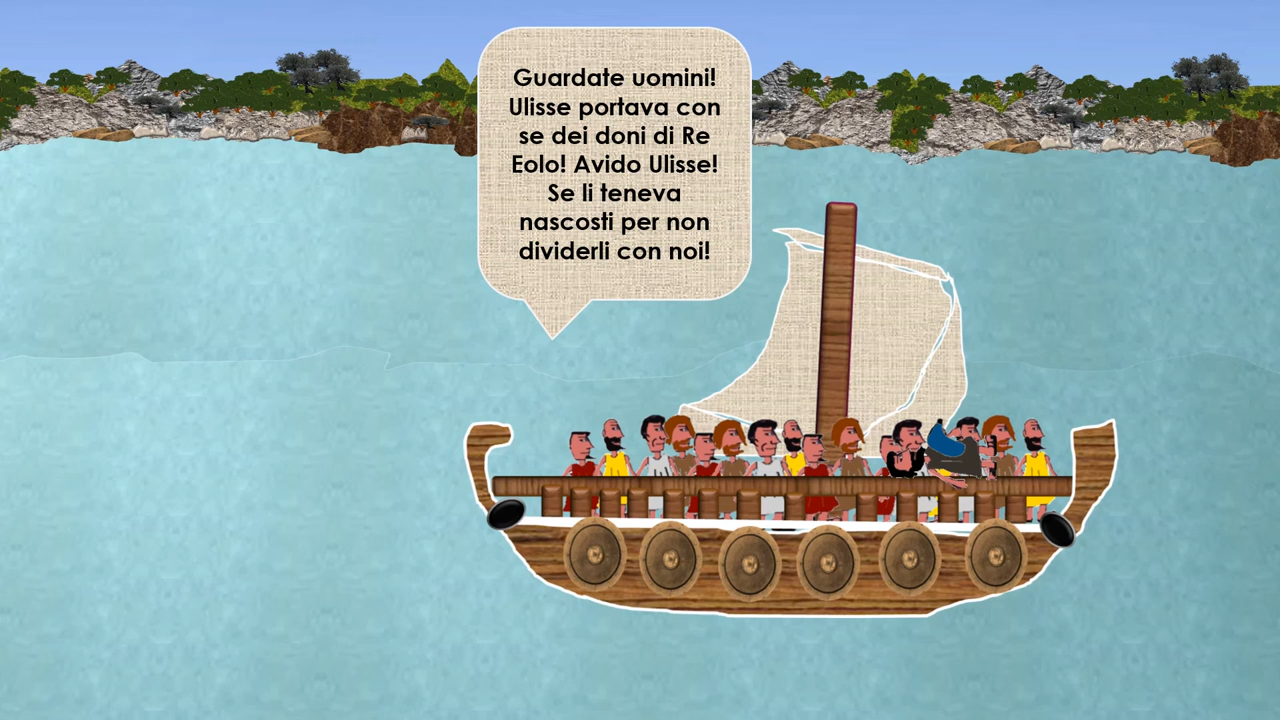 Guardate uomini!
Ulisse portava con
se dei doni di Re
Eolo! Avido Ulisse!
Se li teneva
nascosti per non
dividerli con noi!